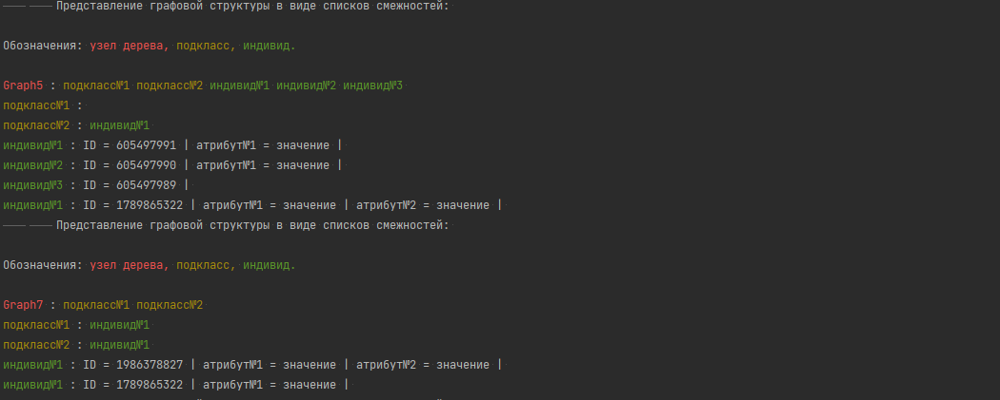 —— —— Представление графовой структуры в виде списков смежностей:
Обозначения: узел дерева, подкласс, индивид.
Graph5 : подкласс№1 подкласс№2 индивид№1 индивид№2 индивид№3
подкласс№1 :
подкласс№2 : индивид№1
индивид№1 : ID = 605497991 | атрибут№1 = значение |
индивид№2 : ID = 605497990 | атрибут№1 = значение |
индивид№3 : ID = 605497989 |
индивид№1 : ID = 1789865322 | атрибут№1 = значение | атрибут№2 = значение |
—— —— Представление графовой структуры в виде списков смежностей:
Обозначения: узел дерева, подкласс, индивид.
Graph7 : подкласс№1 подкласс№2
подкласс№1 : индивид№1
подкласс№2 : индивид№1
индивид№1 : ID = 1986378827 | атрибут№1 = значение | атрибут№2 = значение |
индивид№1 : ID = 1789865322 | атрибут№1 = значение |